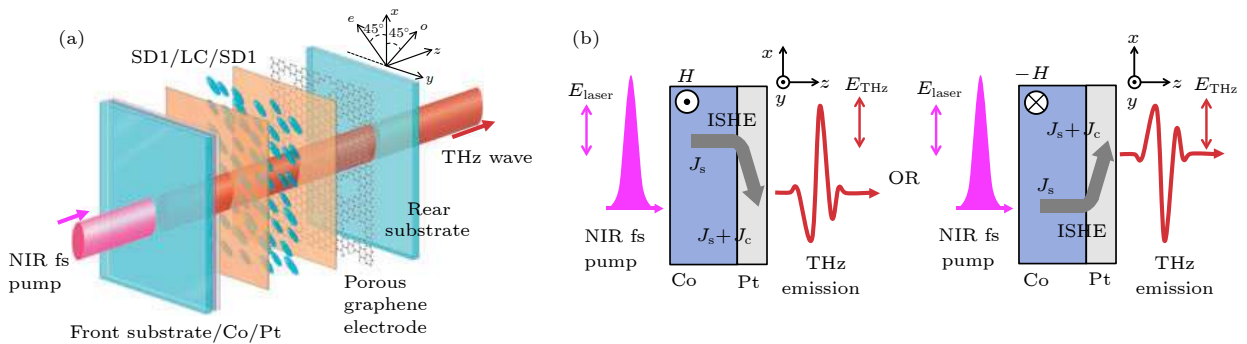 (a)
SD1/LC/SD1
e
x
o
45°
45°
z
y
THz wave
Rear
substrate
NIR fs
pump
Porous
graphene
electrode
Front substrate/Co/Pt
(b)
E_laser
H
x
y
z
E_THz
ISHE
J_s
J_s + J_c
NIR fs
pump
Co
Pt
THz
emission
OR
E_laser
−H
x
y
z
E_THz
J_s + J_c
J_s
ISHE
NIR fs
pump
Co
Pt
THz
emission